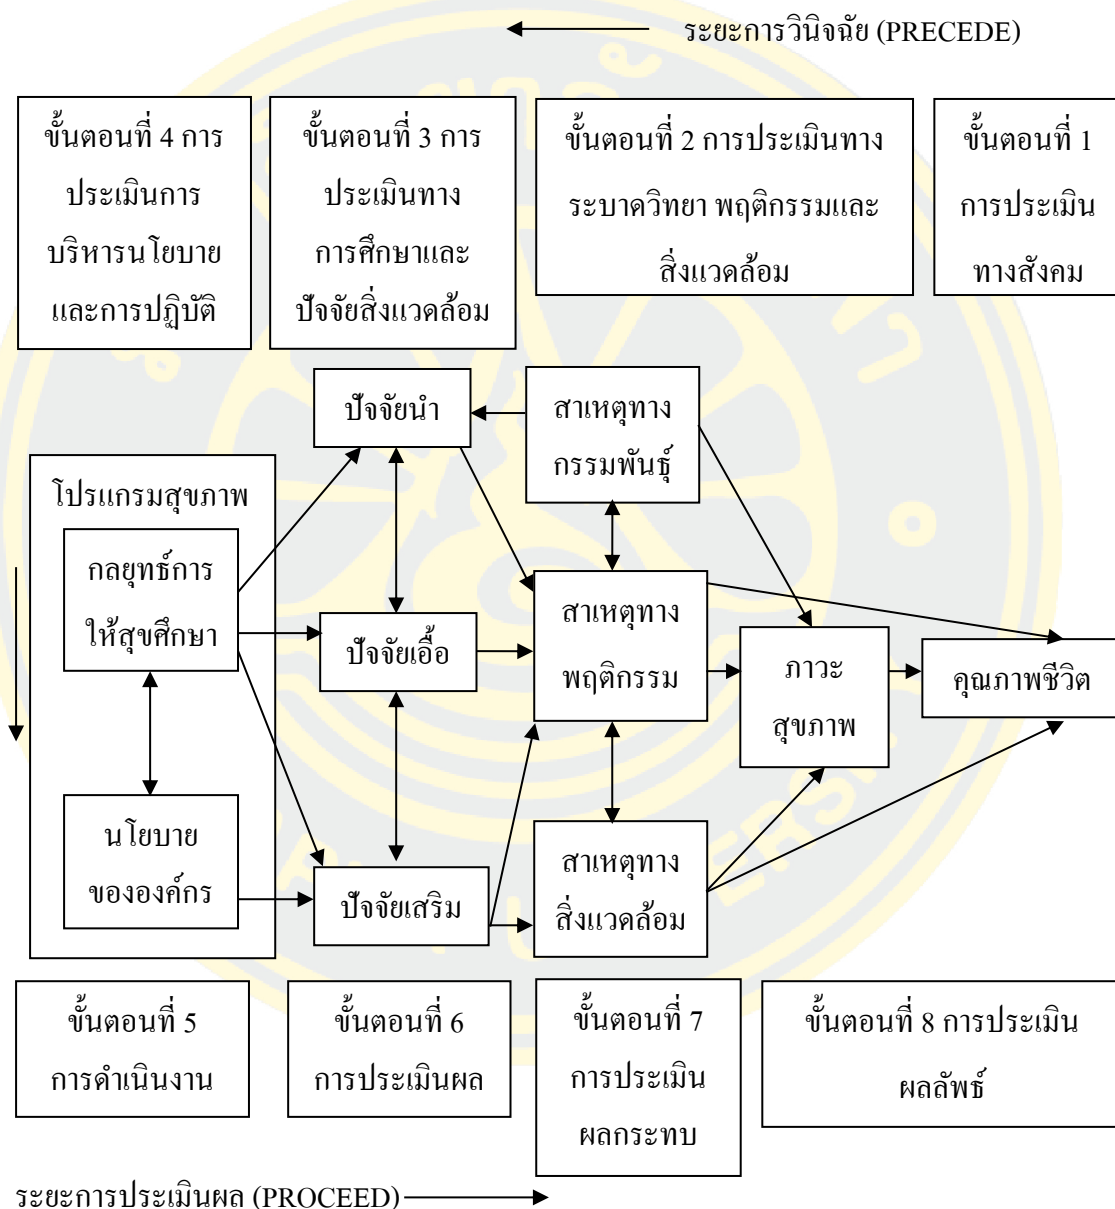 ระยะการวินิจฉัย (PRECEDE)
ขั้นตอนที่ 4 การ
ประเมินการ
บริหารนโยบาย
และการปฏิบัติ
ขั้นตอนที่ 3 การ
ประเมินทาง
การศึกษาและ
ปัจจัยสิ่งแวดล้อม
ขั้นตอนที่ 2 การประเมินทาง
ระบาดวิทยา พฤติกรรมและ
สิ่งแวดล้อม
ขั้นตอนที่ 1
การประเมิน
ทางสังคม
ปัจจัยนำ
สาเหตุทาง
กรรมพันธุ์
โปรแกรมสุขภาพ
กลยุทธ์การ
ให้สุขศึกษา
ปัจจัยเอื้อ
สาเหตุทาง
พฤติกรรม
ภาวะ
สุขภาพ
คุณภาพชีวิต
นโยบาย
ขององค์กร
ปัจจัยเสริม
สาเหตุทาง
สิ่งแวดล้อม
ขั้นตอนที่ 5
การดำเนินงาน
ขั้นตอนที่ 6
การประเมินผล
ขั้นตอนที่ 7
การประเมิน
ผลกระทบ
ขั้นตอนที่ 8 การประเมิน
ผลลัพธ์
ระยะการประเมินผล (PROCEED)